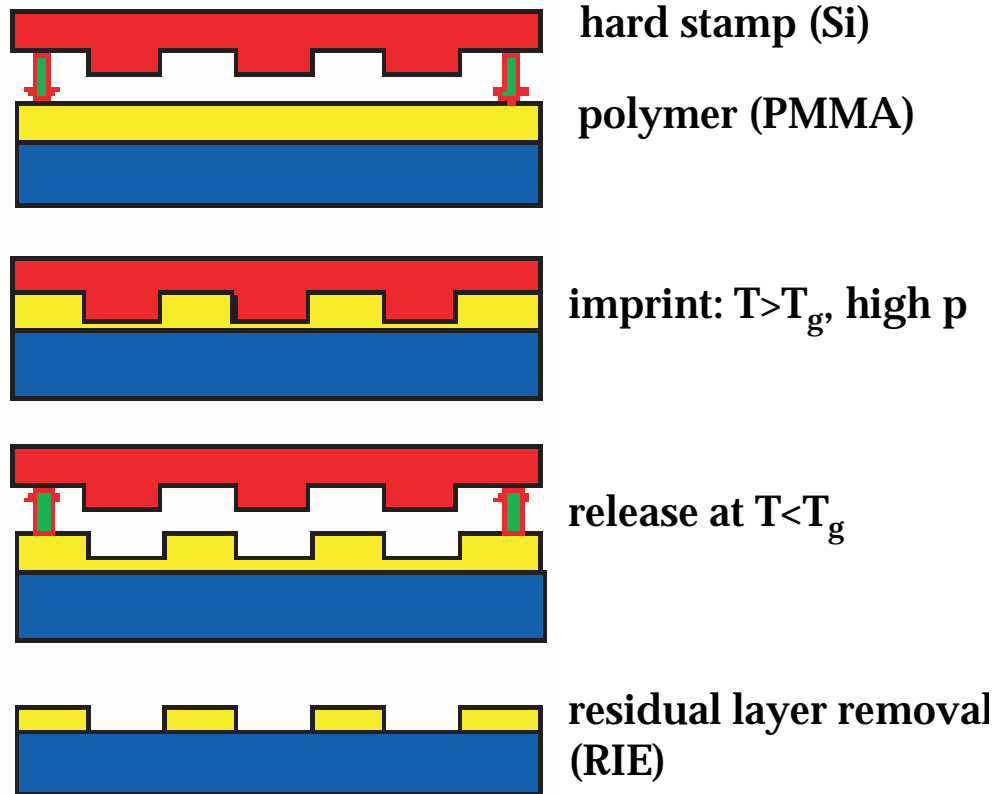 hard stamp (Si)
polymer (PMMA)
imprint: T>Tg, high p
release at T<Tg
residual layer removal
(RIE)